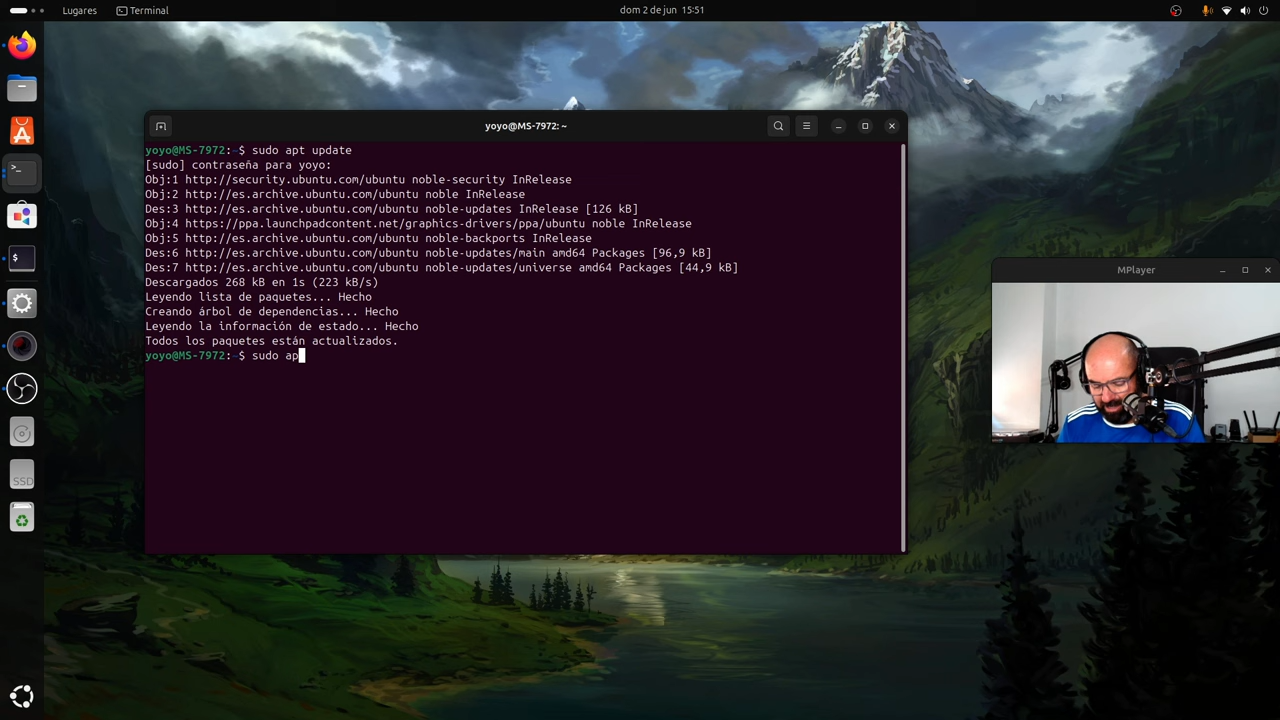 Lugares
Terminal
dom 2 de jun 15:51
yoyo@MS-7972: ~
yoyo@MS-7972:~$ sudo apt update
[sudo] contraseña para yoyo:
Obj:1 http://security.ubuntu.com/ubuntu noble-security InRelease
Obj:2 http://es.archive.ubuntu.com/ubuntu noble InRelease
Des:3 http://es.archive.ubuntu.com/ubuntu noble-updates InRelease [126 kB]
Obj:4 https://ppa.launchpadcontent.net/graphics-drivers/ppa/ubuntu noble InRelease
Obj:5 http://es.archive.ubuntu.com/ubuntu noble-backports InRelease
Des:6 http://es.archive.ubuntu.com/ubuntu noble-updates/main amd64 Packages [96,9 kB]
Des:7 http://es.archive.ubuntu.com/ubuntu noble-updates/universe amd64 Packages [44,9 kB]
Descargados 268 kB en 1s (223 kB/s)
Leyendo lista de paquetes... Hecho
Creando árbol de dependencias... Hecho
Leyendo la información de estado... Hecho
Todos los paquetes están actualizados.
yoyo@MS-7972:~$ sudo ap
MPlayer
SSD